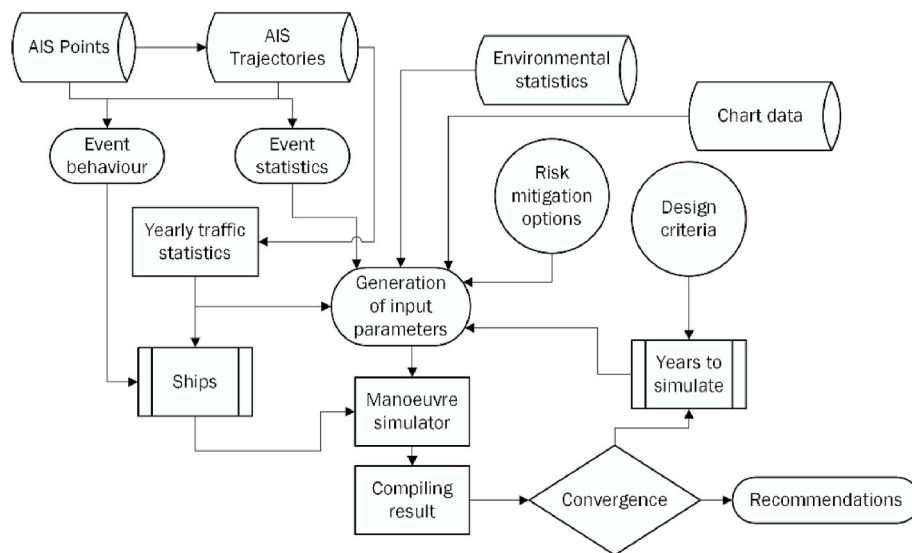 AIS Points
AIS
Trajectories
Environmental
statistics
Chart data
Event
behaviour
Event
statistics
Risk
mitigation
options
Design
criteria
Yearly traffic
statistics
Generation
of input
parameters
Ships
Years to
simulate
Manoeuvre
simulator
Compiling
result
Convergence
Recommendations